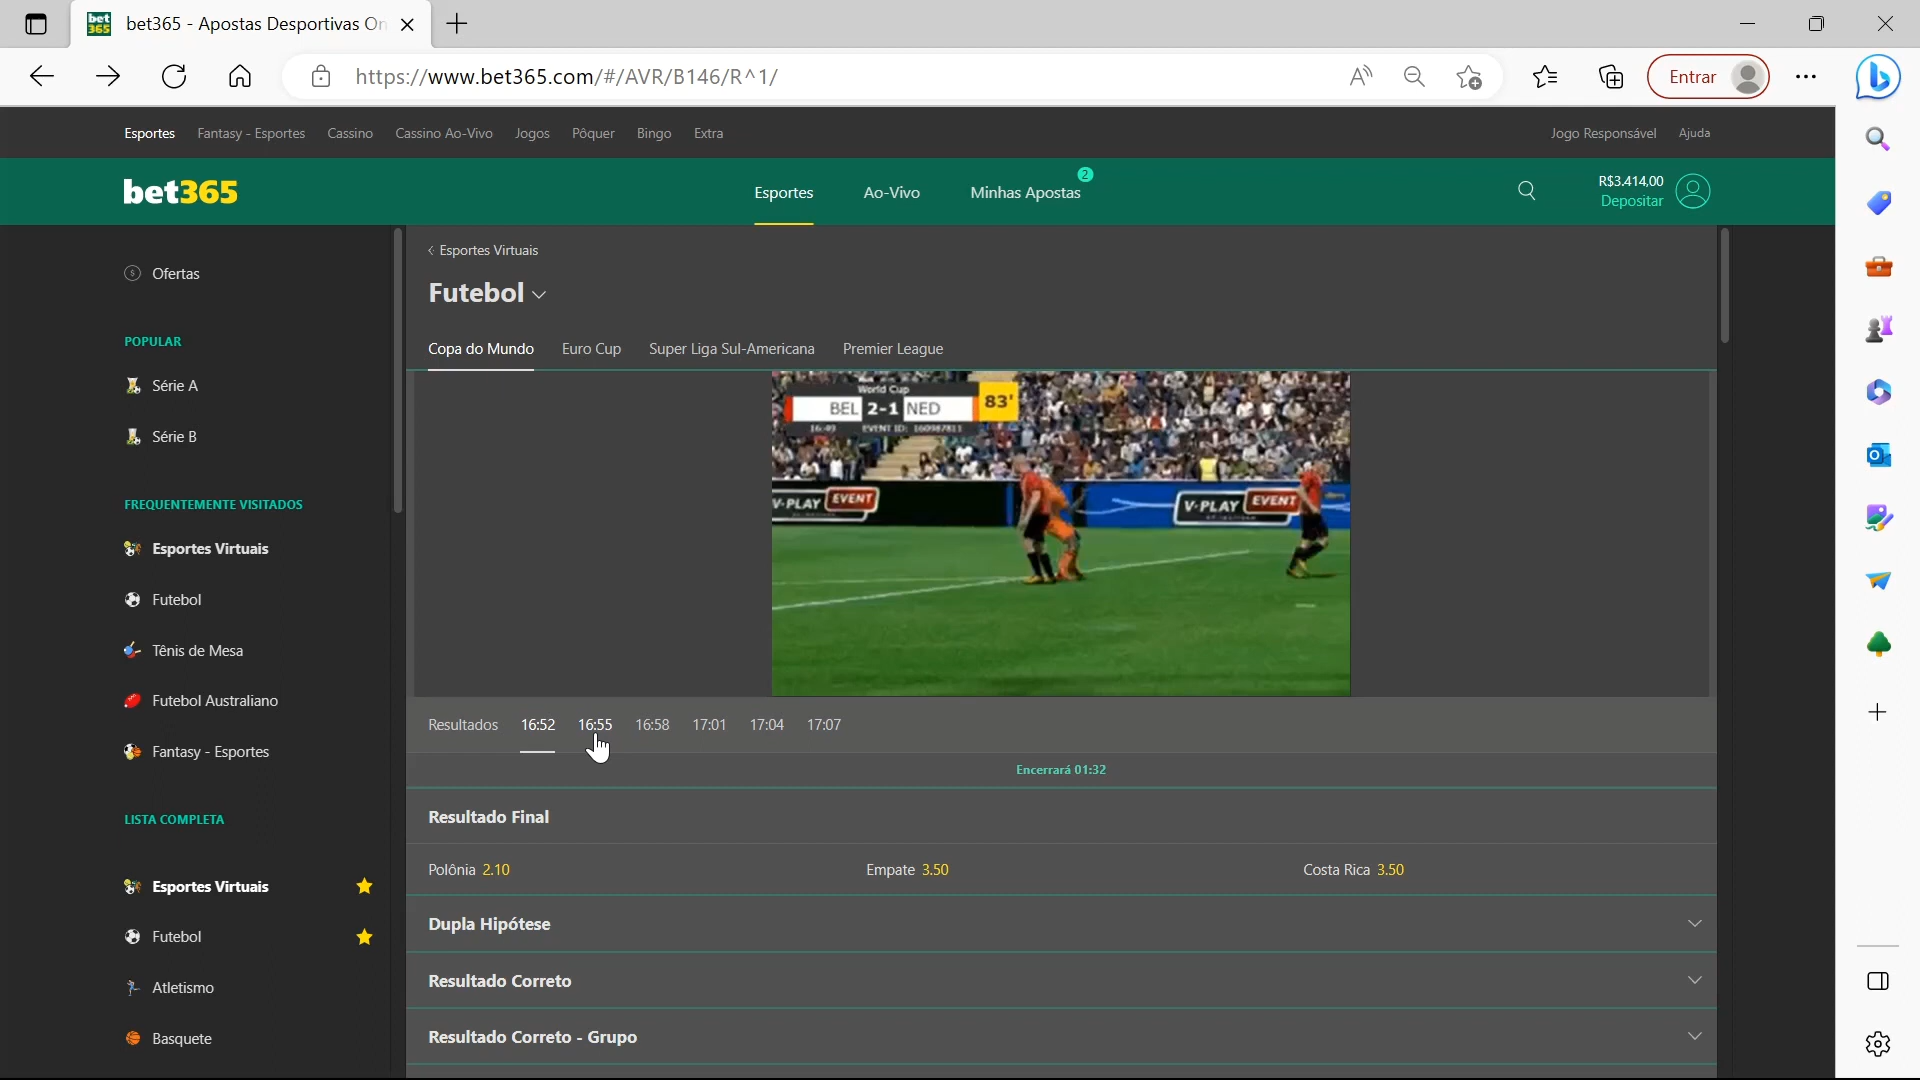 bet365 - Apostas Desportivas On
https://www.bet365.com/#/AVR/B146/R^1/
Entrar
Esportes Fantasy - Esportes Cassino Cassino Ao-Vivo Jogos Pôquer Bingo Extra
Jogo Responsável Ajuda
bet365
Esportes Ao-Vivo Minhas Apostas 2
R$3.414,00
Depositar
Ofertas
POPULAR
Série A
Série B
FREQUENTEMENTE VISITADOS
Esportes Virtuais
Futebol
Tênis de Mesa
Futebol Australiano
Fantasy - Esportes
LISTA COMPLETA
Esportes Virtuais
Futebol
Atletismo
Basquete
Esportes Virtuais
Futebol
Copa do Mundo Euro Cup Super Liga Sul-Americana Premier League
World Cup
BEL 2-1 NED 83'
16:49 EVENT ID: 160987811
V-PLAY EVENT
V-PLAY EVENT
Resultados 16:52 16:55 16:58 17:01 17:04 17:07
Encerrará 01:32
Resultado Final
Polônia 2.10 Empate 3.50 Costa Rica 3.50
Dupla Hipótese
Resultado Correto
Resultado Correto - Grupo